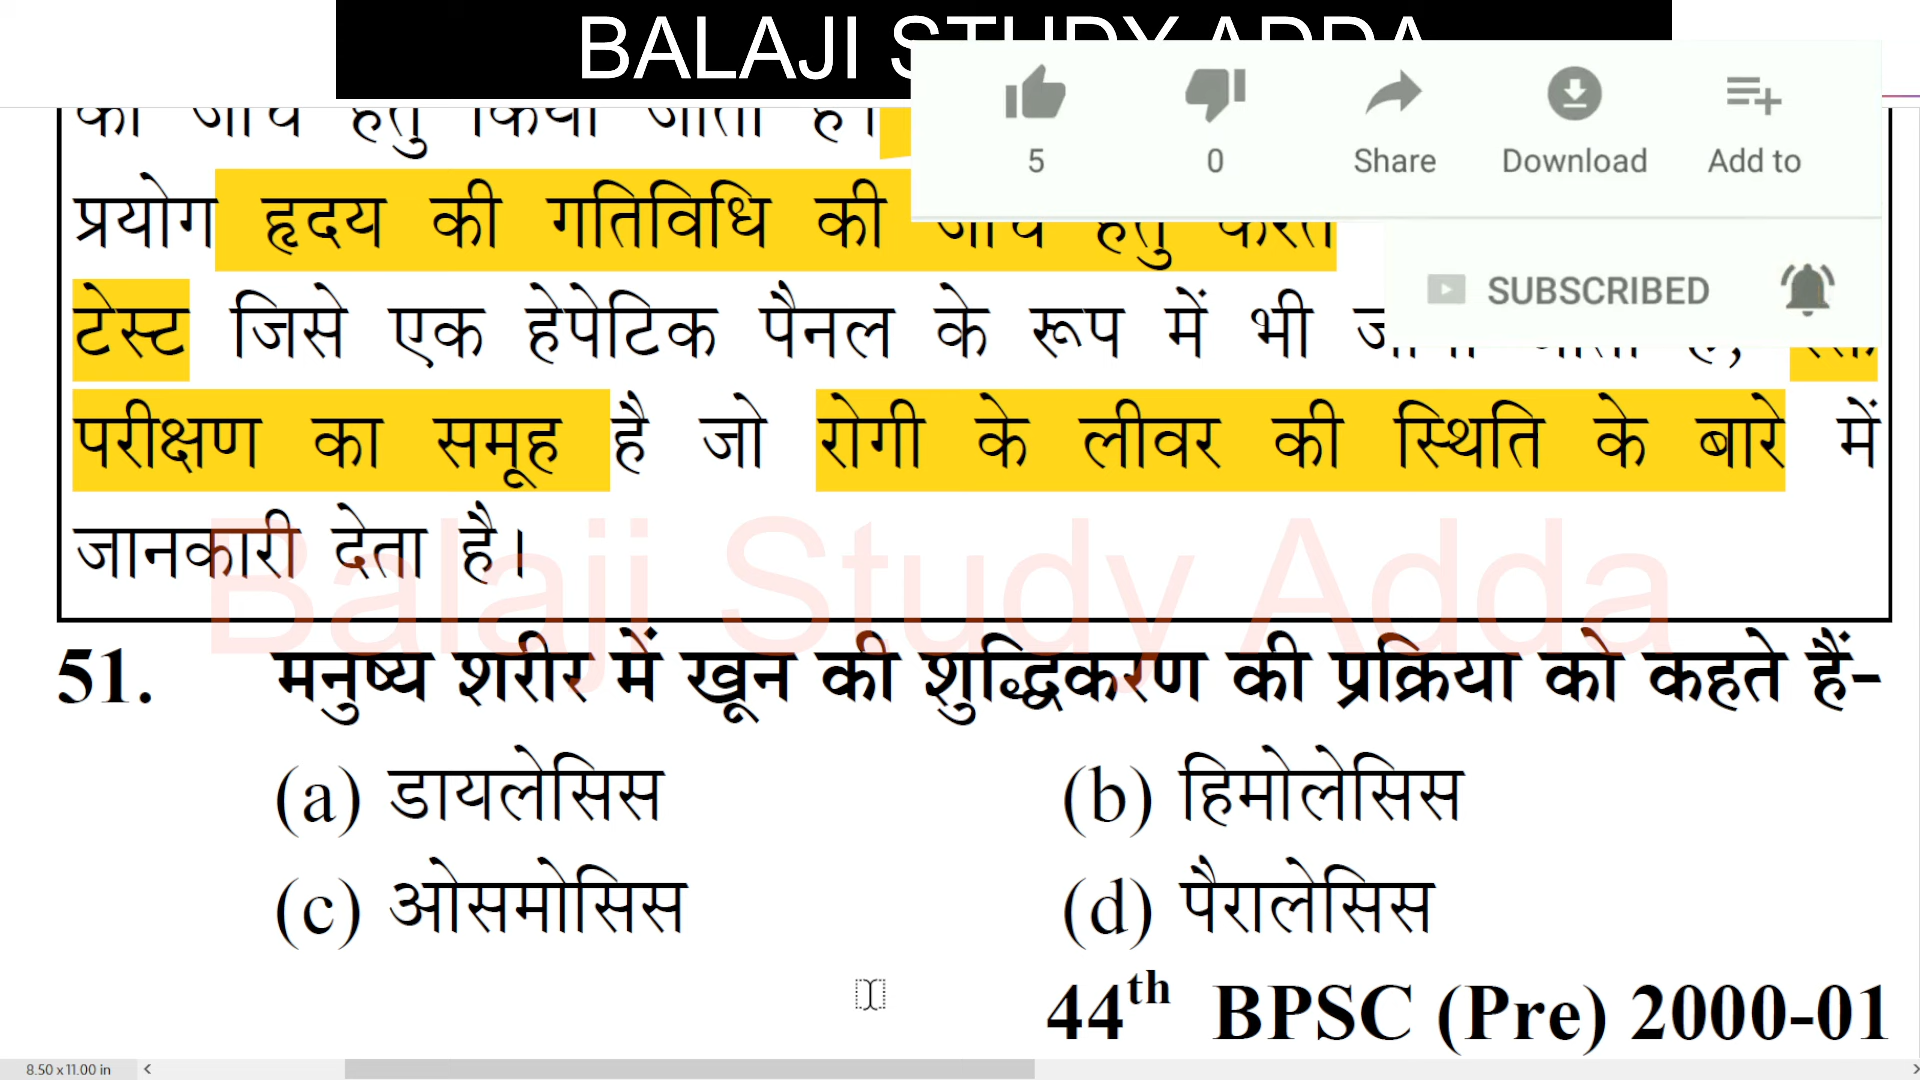 BALAJI STUDY ADDA
5 0 Share Download Add to
प्रयोग हृदय की गतिविधि की
SUBSCRIBED
टेस्ट जिसे एक हेपेटिक पैनल के रूप में भी
परीक्षण का समूह है जो रोगी के लीवर की स्थिति के बारे में
जानकारी देता है।
Balaji Study Adda
51. मनुष्य शरीर में खून की शुद्धिकरण की प्रक्रिया को कहते हैं-
(a) डायलेसिस (b) हिमोलेसिस
(c) ओसमोसिस (d) पैरालेसिस
44th BPSC (Pre) 2000-01
8.50 x 11.00 in